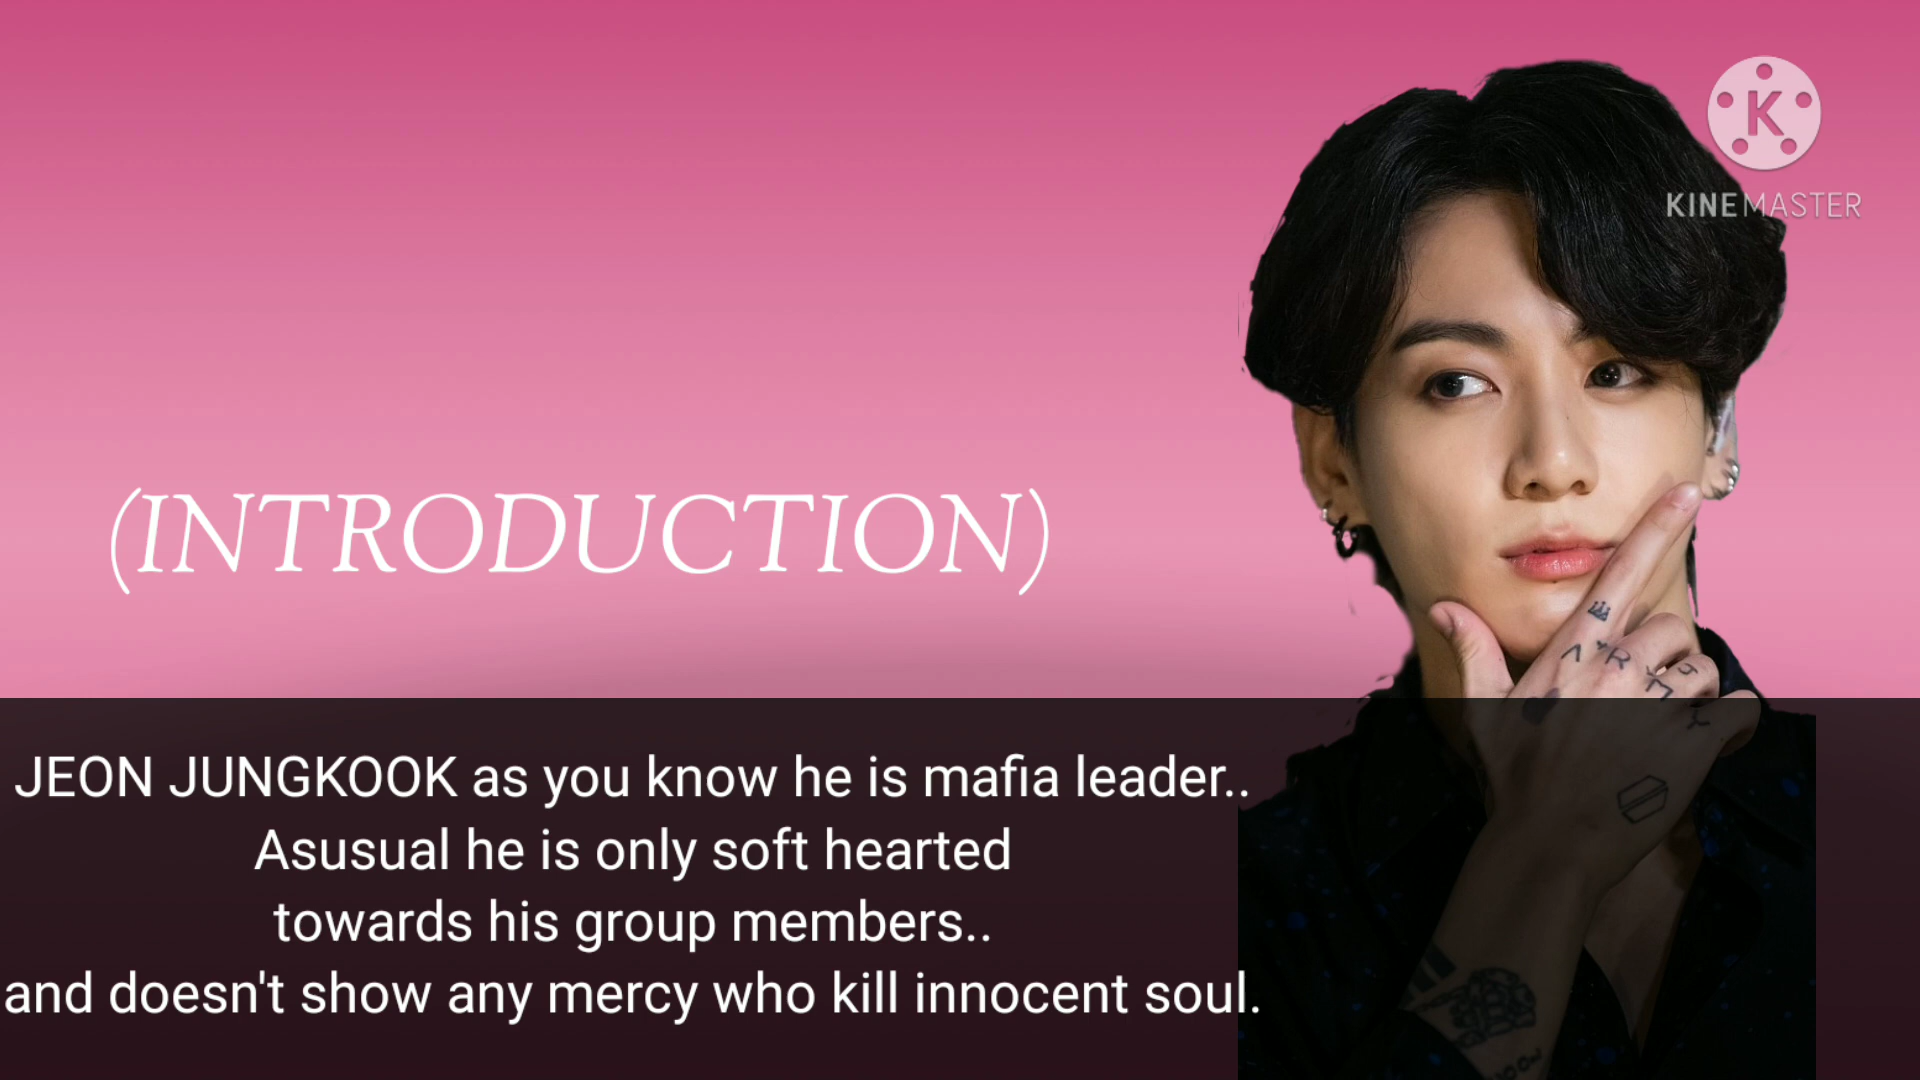 K
KINEMASTER
(INTRODUCTION)
JEON JUNGKOOK as you know he is mafia leader..
Asusual he is only soft hearted
towards his group members..
and doesn't show any mercy who kill innocent soul.